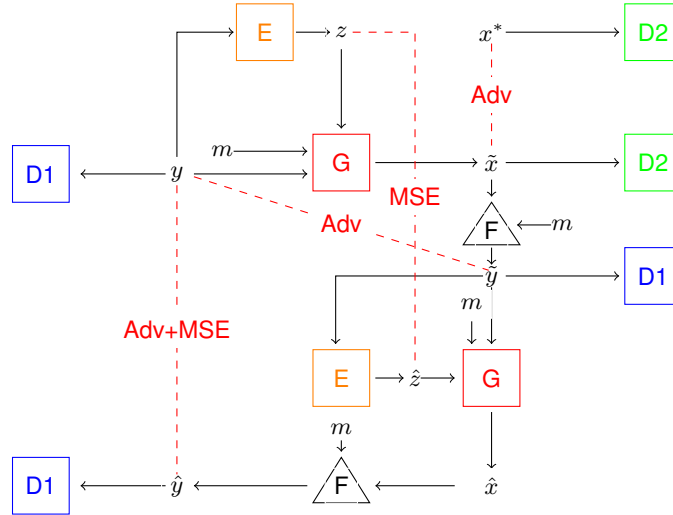 E z x* D2
Adv
m
D1 y G x̃ D2
MSE
Adv F m
ỹ D1
m
Adv+MSE
E ẑ G
m
D1 ŷ F x̂